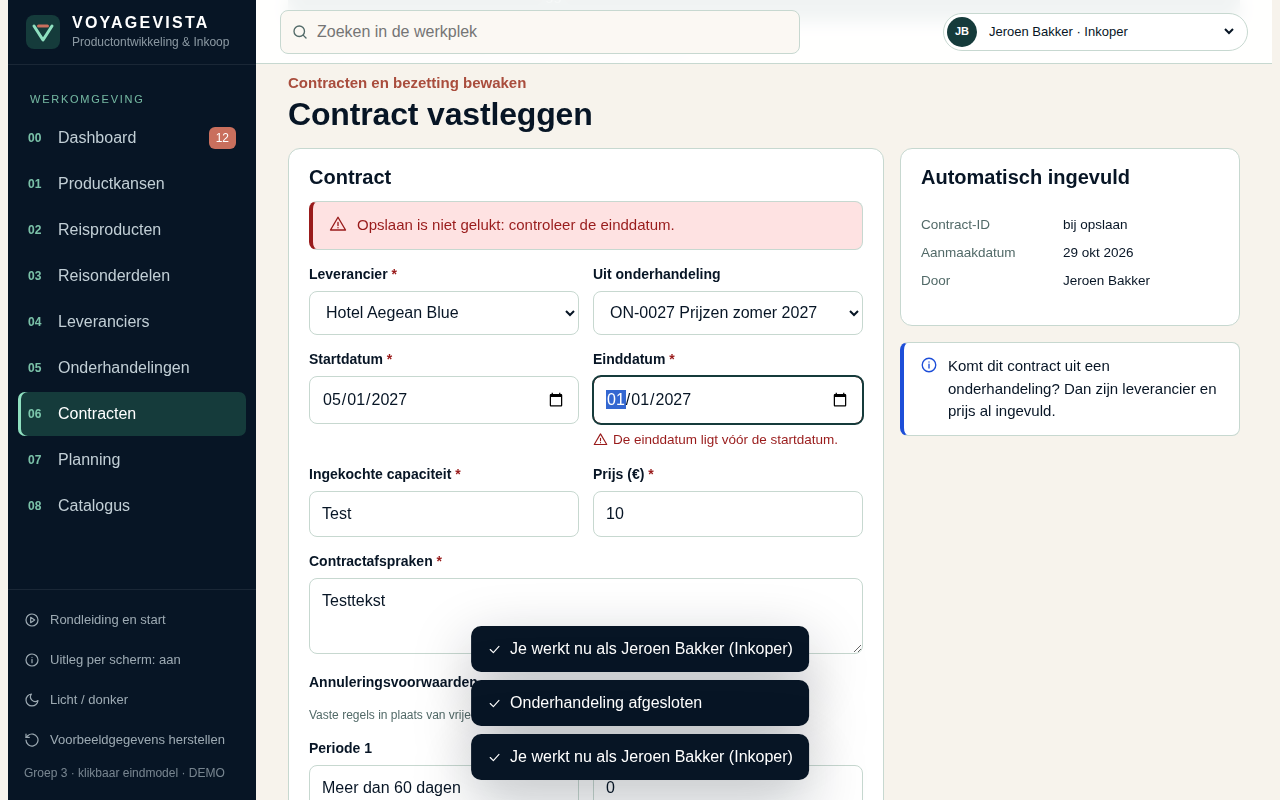 VOYAGEVISTA
Productontwikkeling & Inkoop
WERKOMGEVING
00 Dashboard 12
01 Productkansen
02 Reisproducten
03 Reisonderdelen
04 Leveranciers
05 Onderhandelingen
06 Contracten
07 Planning
08 Catalogus
Rondleiding en start
Uitleg per scherm: aan
Licht / donker
Voorbeeldgegevens herstellen
Groep 3 · klikbaar eindmodel · DEMO
Zoeken in de werkplek
JB Jeroen Bakker · Inkoper
Contracten en bezetting bewaken
Contract vastleggen
Contract
Opslaan is niet gelukt: controleer de einddatum.
Leverancier * Uit onderhandeling
Hotel Aegean Blue ON-0027 Prijzen zomer 2027
Startdatum * Einddatum *
05/01/2027 01/01/2027
De einddatum ligt vóór de startdatum.
Ingekochte capaciteit * Prijs (€) *
Test 10
Contractafspraken *
Testtekst
Annuleringsvoorwaarden
Vaste regels in plaats van vrije
Periode 1
Meer dan 60 dagen 0
Je werkt nu als Jeroen Bakker (Inkoper)
Onderhandeling afgesloten
Je werkt nu als Jeroen Bakker (Inkoper)
Automatisch ingevuld
Contract-ID bij opslaan
Aanmaakdatum 29 okt 2026
Door Jeroen Bakker
Komt dit contract uit een
onderhandeling? Dan zijn leverancier en
prijs al ingevuld.